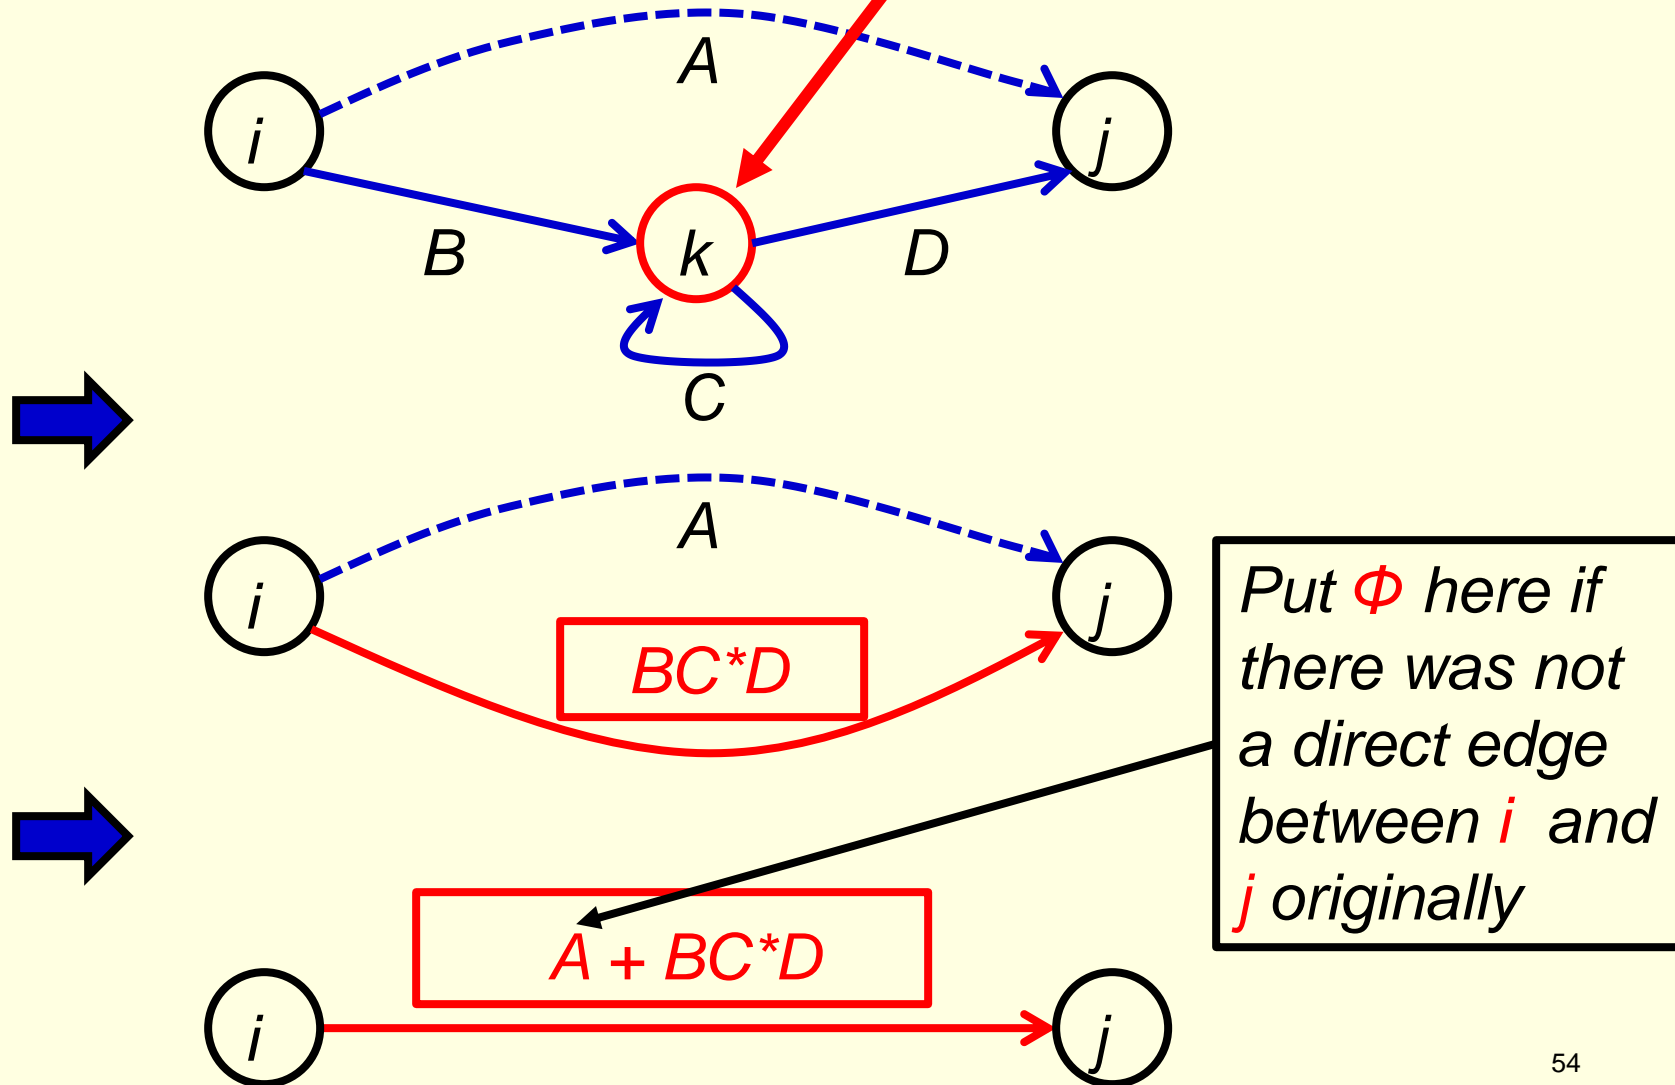 A
i
j
B
k
D
C
A
i
j
BC*D
Put Φ here if
there was not
a direct edge
between i and
j originally
A + BC*D
i
j
54